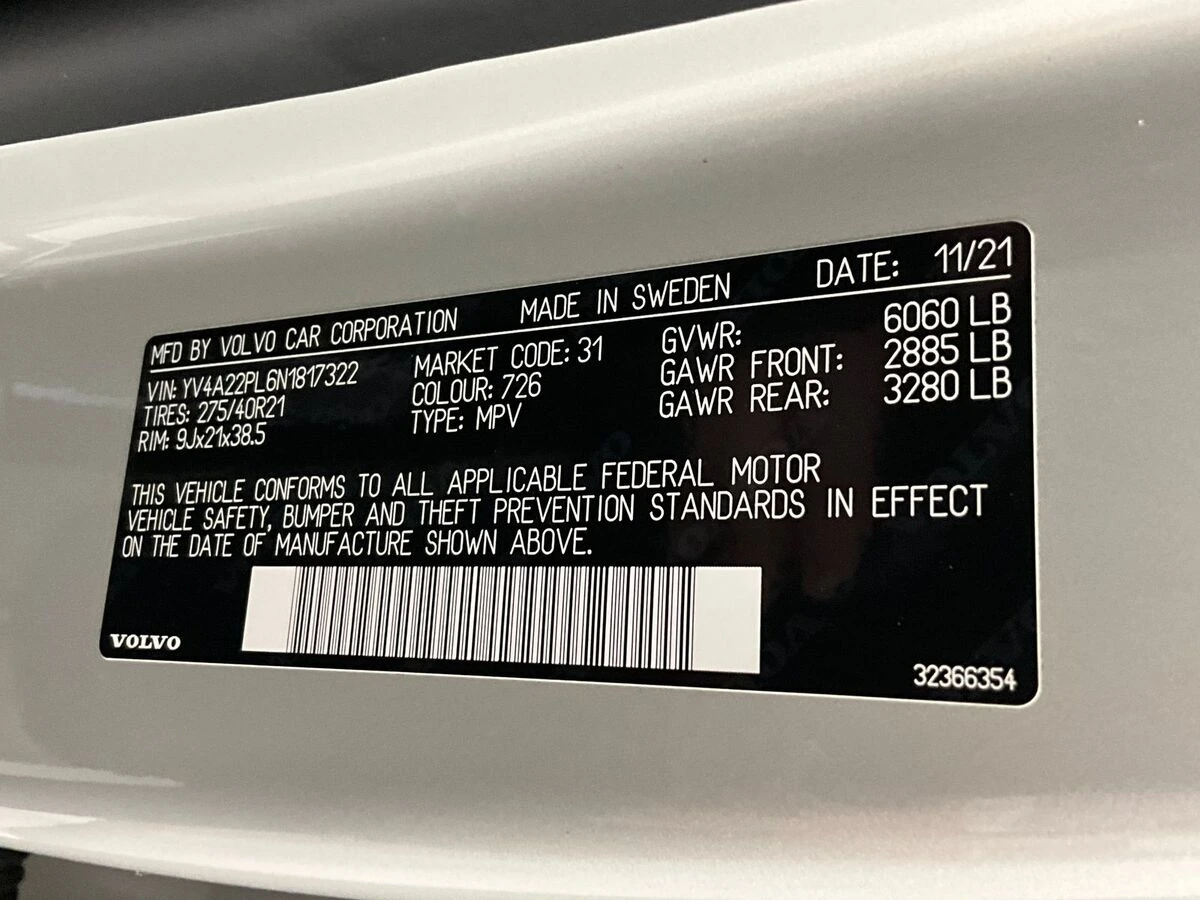 MFD BY VOLVO CAR CORPORATION MADE IN SWEDEN DATE: 11/21
VIN: YV4A22PL6N1817322 MARKET CODE: 31 GVWR: 6060 LB
TIRES: 275/40R21 COLOUR: 726 GAWR FRONT: 2885 LB
RIM: 9Jx21x38.5 TYPE: MPV GAWR REAR: 3280 LB
THIS VEHICLE CONFORMS TO ALL APPLICABLE FEDERAL MOTOR
VEHICLE SAFETY, BUMPER AND THEFT PREVENTION STANDARDS IN EFFECT
ON THE DATE OF MANUFACTURE SHOWN ABOVE.
VOLVO
32366354